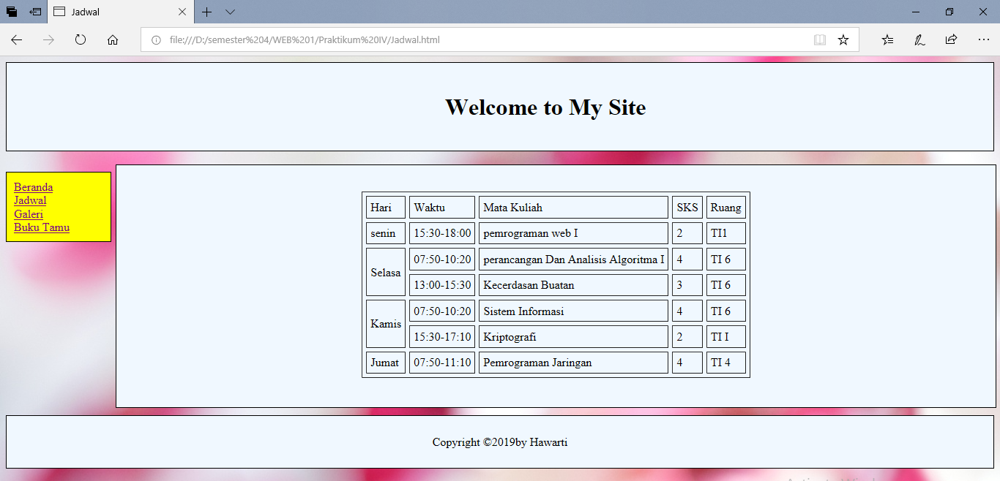 Jadwal
file:///D:/semester%204/WEB%201/Praktikum%20IV/Jadwal.html
Welcome to My Site
Beranda
Jadwal
Galeri
Buku Tamu
Hari Waktu Mata Kuliah SKS Ruang
senin 15:30-18:00 pemrograman web I 2 TI1
Selasa 07:50-10:20 perancangan Dan Analisis Algoritma I 4 TI 6
13:00-15:30 Kecerdasan Buatan 3 TI 6
Kamis 07:50-10:20 Sistem Informasi 4 TI 6
15:30-17:10 Kriptografi 2 TI I
Jumat 07:50-11:10 Pemrograman Jaringan 4 TI 4
Copyright ©2019by Hawarti